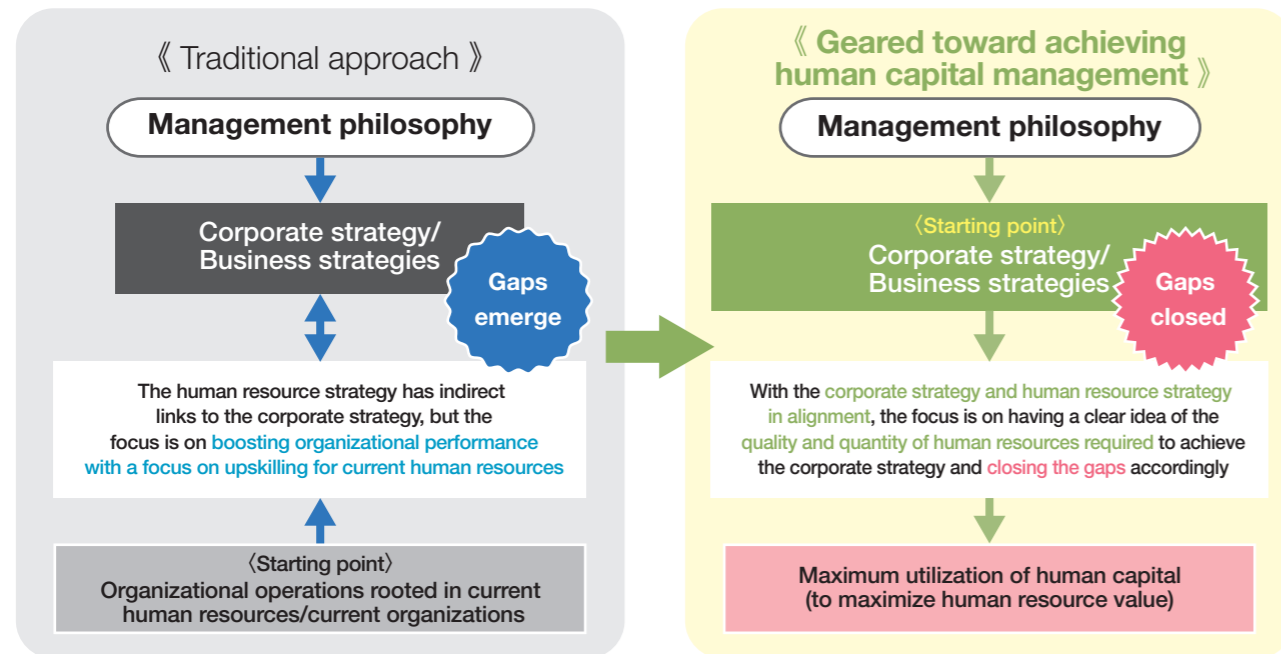 《 Traditional approach 》
Management philosophy
Corporate strategy/
Business strategies
Gaps
emerge
The human resource strategy has indirect
links to the corporate strategy, but the
focus is on boosting organizational performance
with a focus on upskilling for current human resources
〈Starting point〉
Organizational operations rooted in current
human resources/current organizations
《 Geared toward achieving
human capital management 》
Management philosophy
〈Starting point〉
Corporate strategy/
Business strategies
Gaps
closed
With the corporate strategy and human resource strategy
in alignment, the focus is on having a clear idea of the
quality and quantity of human resources required to achieve
the corporate strategy and closing the gaps accordingly
Maximum utilization of human capital
(to maximize human resource value)